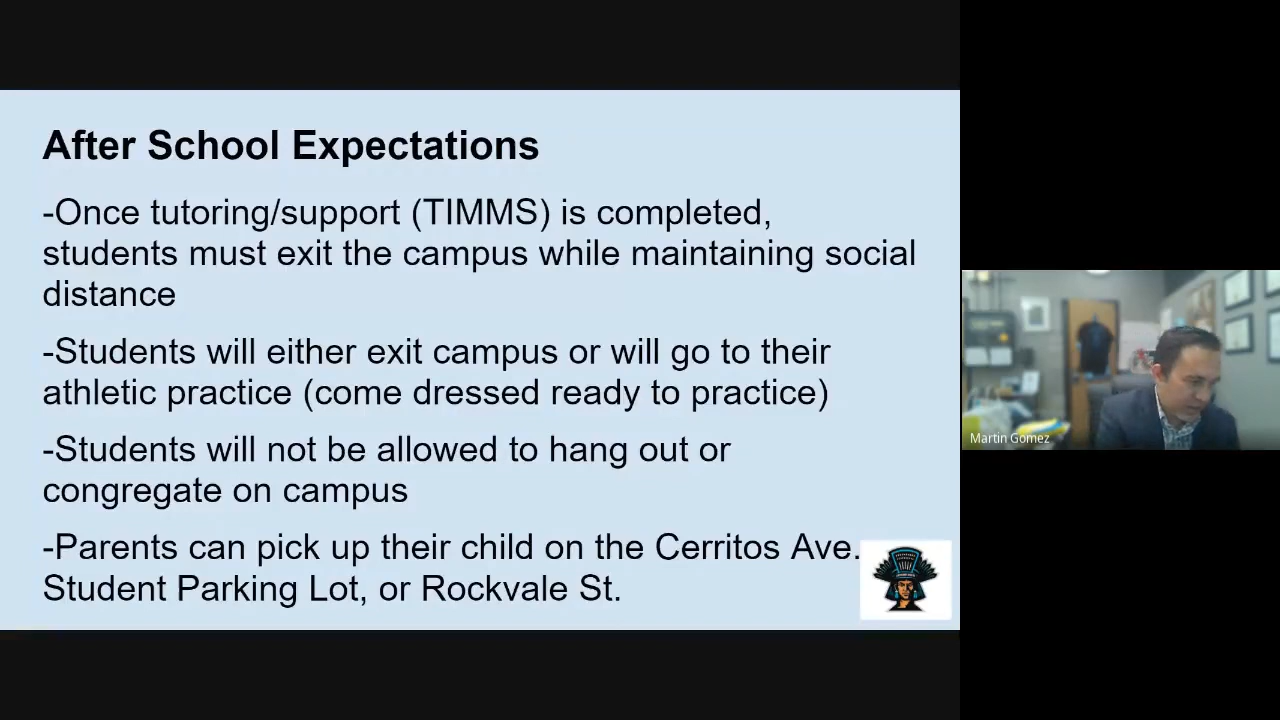 After School Expectations
-Once tutoring/support (TIMMS) is completed,
students must exit the campus while maintaining social
distance
-Students will either exit campus or will go to their
athletic practice (come dressed ready to practice)
-Students will not be allowed to hang out or
congregate on campus
-Parents can pick up their child on the Cerritos Ave.
Student Parking Lot, or Rockvale St.
Martin Gomez